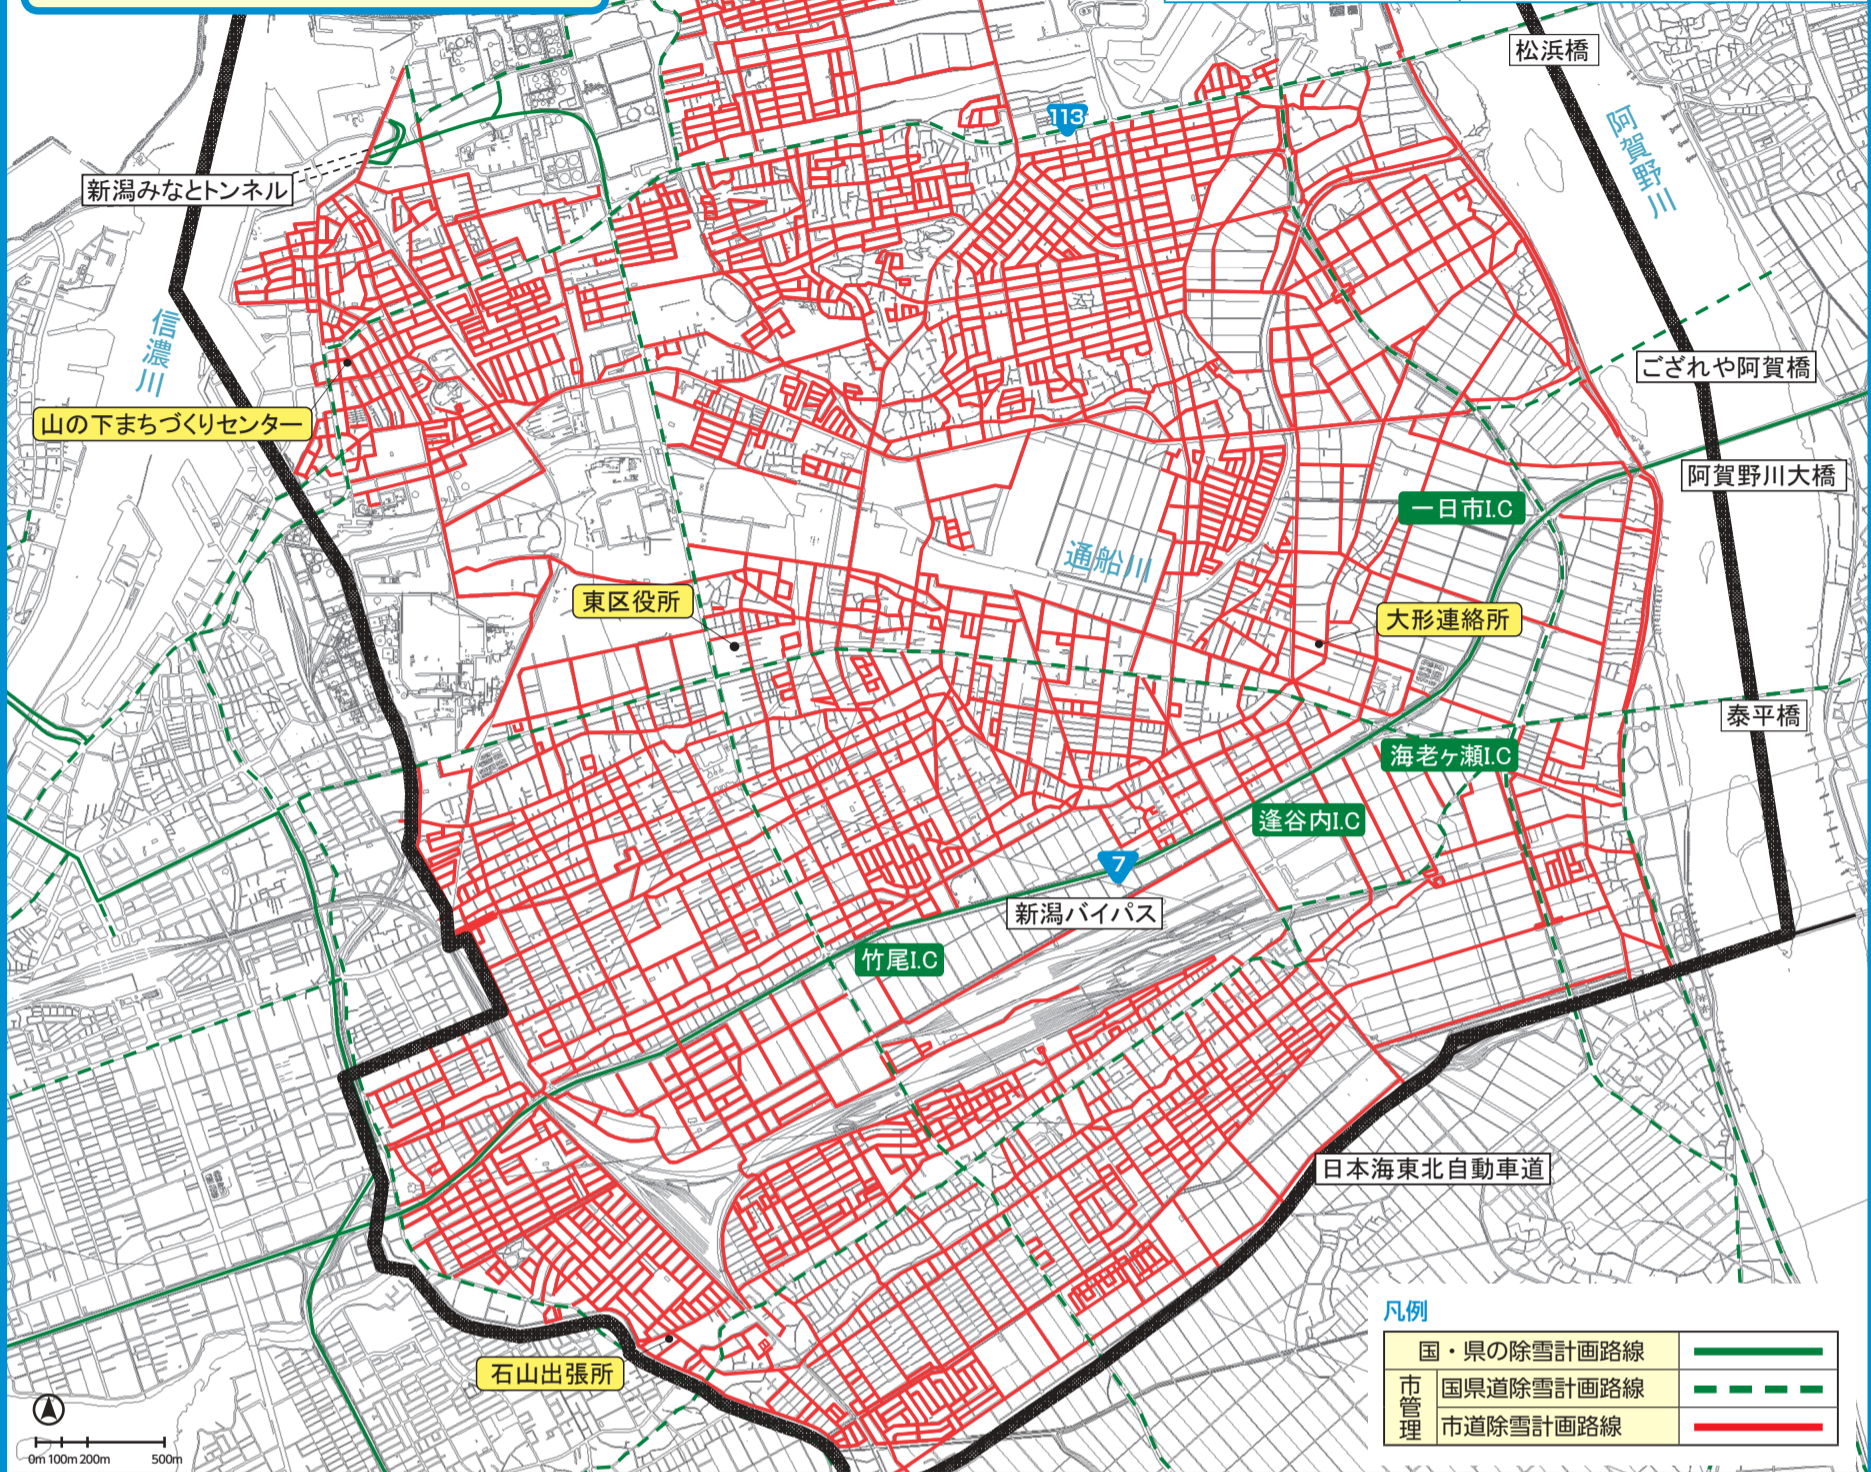 松浜橋
113
阿賀野川
新潟みなとトンネル
信濃川
ござれや阿賀橋
山の下まちづくりセンター
阿賀野川大橋
一日市I.C
通船川
東区役所
大形連絡所
泰平橋
海老ヶ瀬I.C
逢谷内I.C
7
新潟バイパス
竹尾I.C
日本海東北自動車道
石山出張所
凡例
国・県の除雪計画路線
市管理
国県道除雪計画路線
市道除雪計画路線
0m 100m 200m 500m